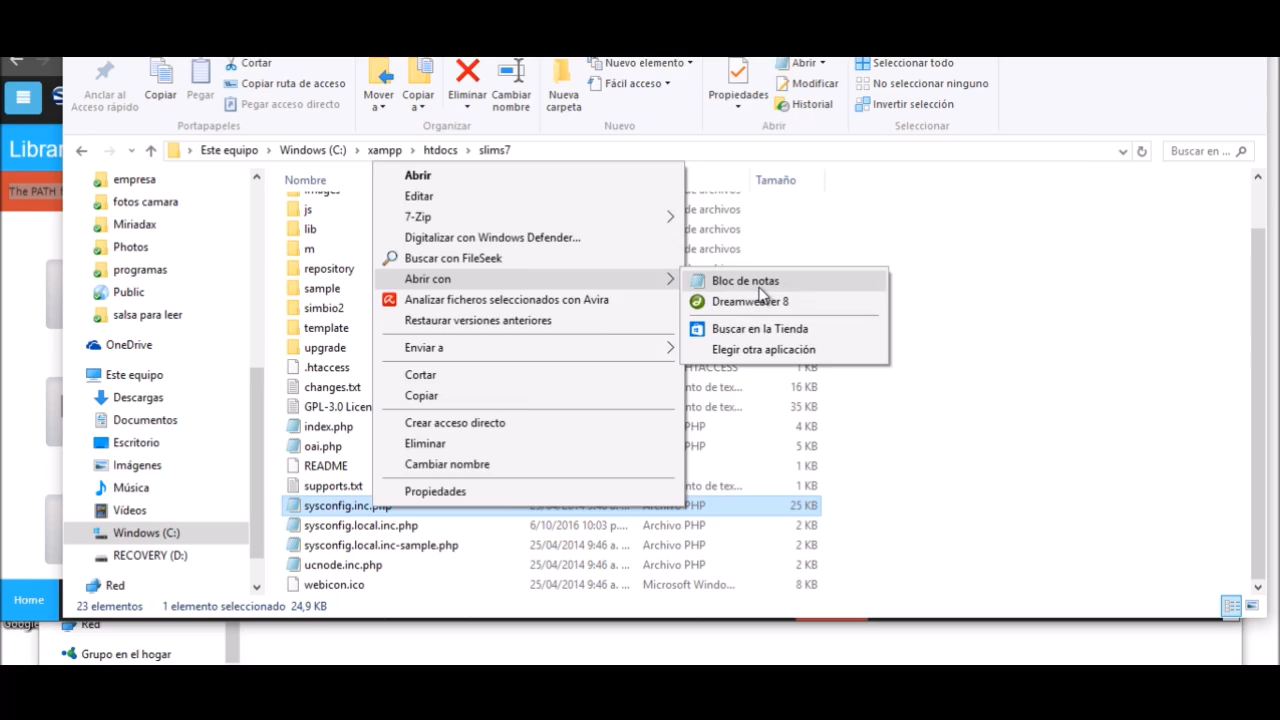 Cortar
Copiar ruta de acceso
Pegar acceso directo
Anclar al
Acceso rápido
Copiar
Pegar
Portapapeles
Mover
a
Copiar
a
Eliminar
Cambiar
nombre
Organizar
Nuevo elemento
Fácil acceso
Nueva
carpeta
Nuevo
Propiedades
Abrir
Modificar
Historial
Abrir
Seleccionar todo
No seleccionar ninguno
Invertir selección
Seleccionar
Librar
The PATH
Este equipo > Windows (C:) > xampp > htdocs > slims7
Buscar en ...
empresa
fotos camara
Miriadax
Photos
programas
Public
salsa para leer
OneDrive
Este equipo
Descargas
Documentos
Escritorio
Imágenes
Música
Vídeos
Windows (C:)
RECOVERY (D:)
Red
Nombre
Tamaño
images
de archivos
js de archivos
lib de archivos
m de archivos
repository
sample
simbio2
template
upgrade
.htaccess HTACCESS 1 KB
changes.txt nto de tex... 16 KB
GPL-3.0 Licen nto de tex... 35 KB
index.php PHP 4 KB
oai.php PHP 5 KB
README 1 KB
supports.txt nto de tex... 1 KB
sysconfig.inc.php 25/04/2014 9:46 a. ... Archivo PHP 25 KB
sysconfig.local.inc.php 6/10/2016 10:03 p.... Archivo PHP 2 KB
sysconfig.local.inc-sample.php 25/04/2014 9:46 a. ... Archivo PHP 2 KB
ucnode.inc.php 25/04/2014 9:46 a. ... Archivo PHP 2 KB
webicon.ico 25/04/2014 9:46 a. ... Microsoft Windo... 8 KB
Abrir
Editar
7-Zip
Digitalizar con Windows Defender...
Buscar con FileSeek
Abrir con
Analizar ficheros seleccionados con Avira
Restaurar versiones anteriores
Enviar a
Cortar
Copiar
Crear acceso directo
Eliminar
Cambiar nombre
Propiedades
Bloc de notas
Dreamweaver 8
Buscar en la Tienda
Elegir otra aplicación
Home
23 elementos 1 elemento seleccionado 24,9 KB
Google
Red
Grupo en el hogar